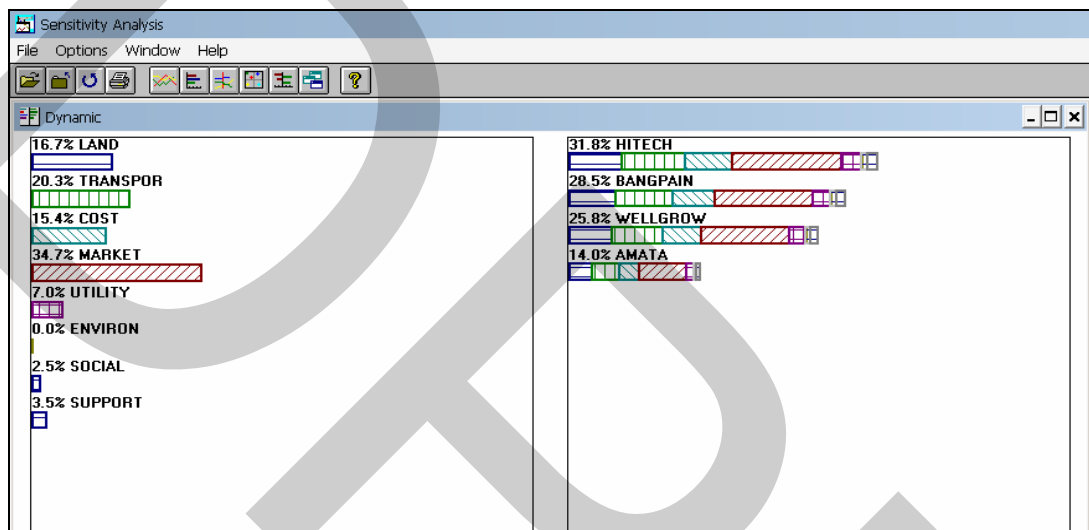 Sensitivity Analysis
File Options Window Help
?
Dynamic
16.7% LAND
20.3% TRANSPOR
15.4% COST
34.7% MARKET
7.0% UTILITY
0.0% ENVIRON
2.5% SOCIAL
3.5% SUPPORT
31.8% HITECH
28.5% BANGPAIN
25.8% WELLGROW
14.0% AMATA